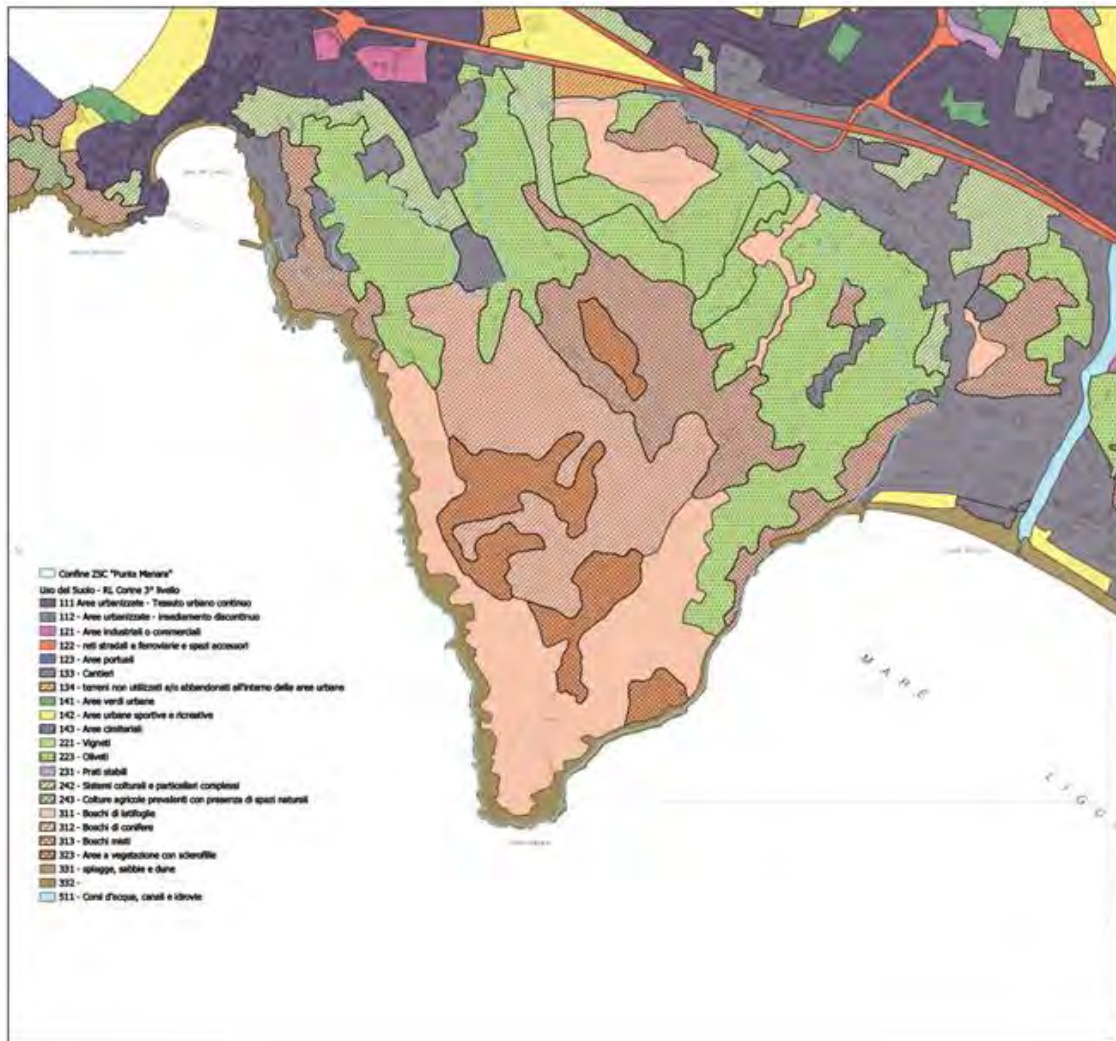 Confine ZSC "Punta Manara"
Uso del Suolo - RL Corine 3° livello
111 Aree urbanizzate - Tessuto urbano continuo
112 - Aree urbanizzate - insediamento discontinuo
121 - Aree industriali o commerciali
122 - reti stradali e ferroviarie e spazi accessori
123 - Aree portuali
133 - Cantieri
134 - terreni non utilizzati e/o abbandonati all'interno delle aree urbane
141 - Aree verdi urbane
142 - Aree urbane sportive e ricreative
143 - Aree cimiteriali
221 - Vigneti
223 - Oliveti
231 - Prati stabili
242 - Sistemi colturali e particellari complessi
243 - Colture agricole prevalenti con presenza di spazi naturali
311 - Boschi di latifoglie
312 - Boschi di conifere
313 - Boschi misti
323 - Aree a vegetazione con sclerofille
331 - spiagge, sabbie e dune
332 -
511 - Corsi d'acqua, canali e idrovie
MARE